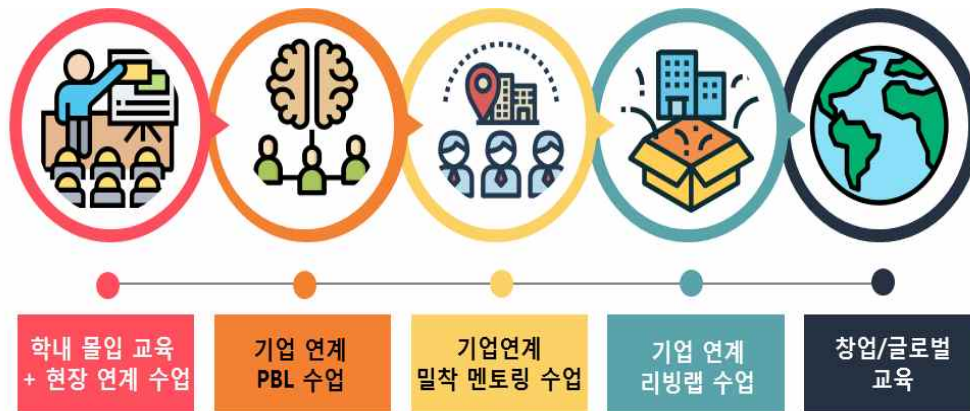 학내 몰입 교육
+ 현장 연계 수업
기업 연계
PBL 수업
기업연계
밀착 멘토링 수업
기업 연계
리빙랩 수업
창업/글로벌
교육